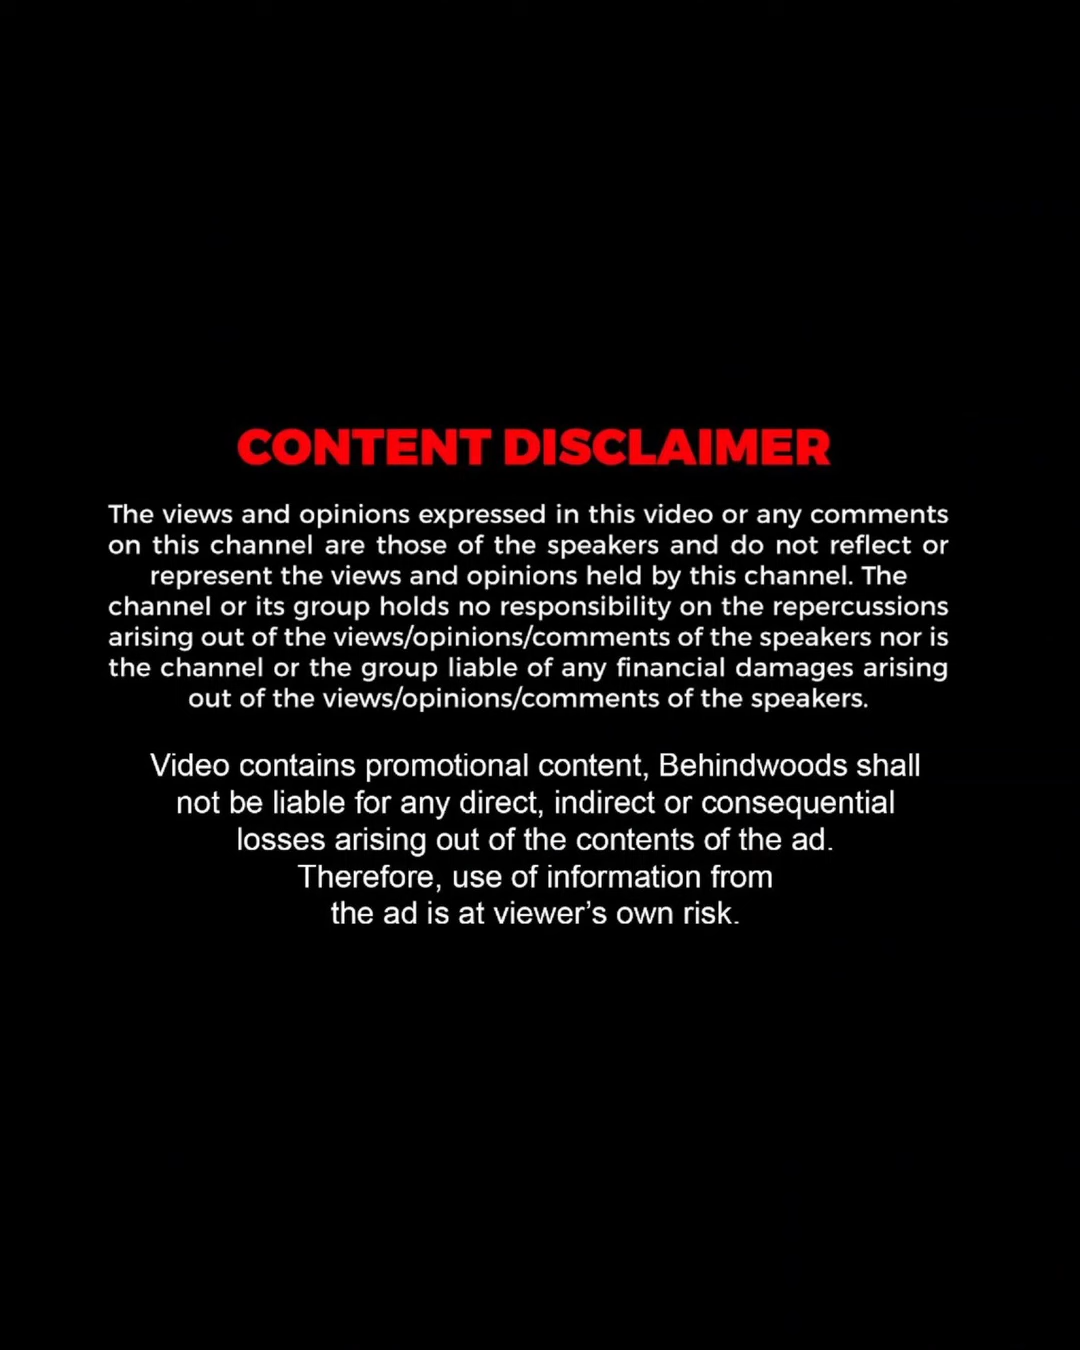 CONTENT DISCLAIMER
The views and opinions expressed in this video or any comments
on this channel are those of the speakers and do not reflect or
represent the views and opinions held by this channel. The
channel or its group holds no responsibility on the repercussions
arising out of the views/opinions/comments of the speakers nor is
the channel or the group liable of any financial damages arising
out of the views/opinions/comments of the speakers.
Video contains promotional content, Behindwoods shall
not be liable for any direct, indirect or consequential
losses arising out of the contents of the ad.
Therefore, use of information from
the ad is at viewer’s own risk.